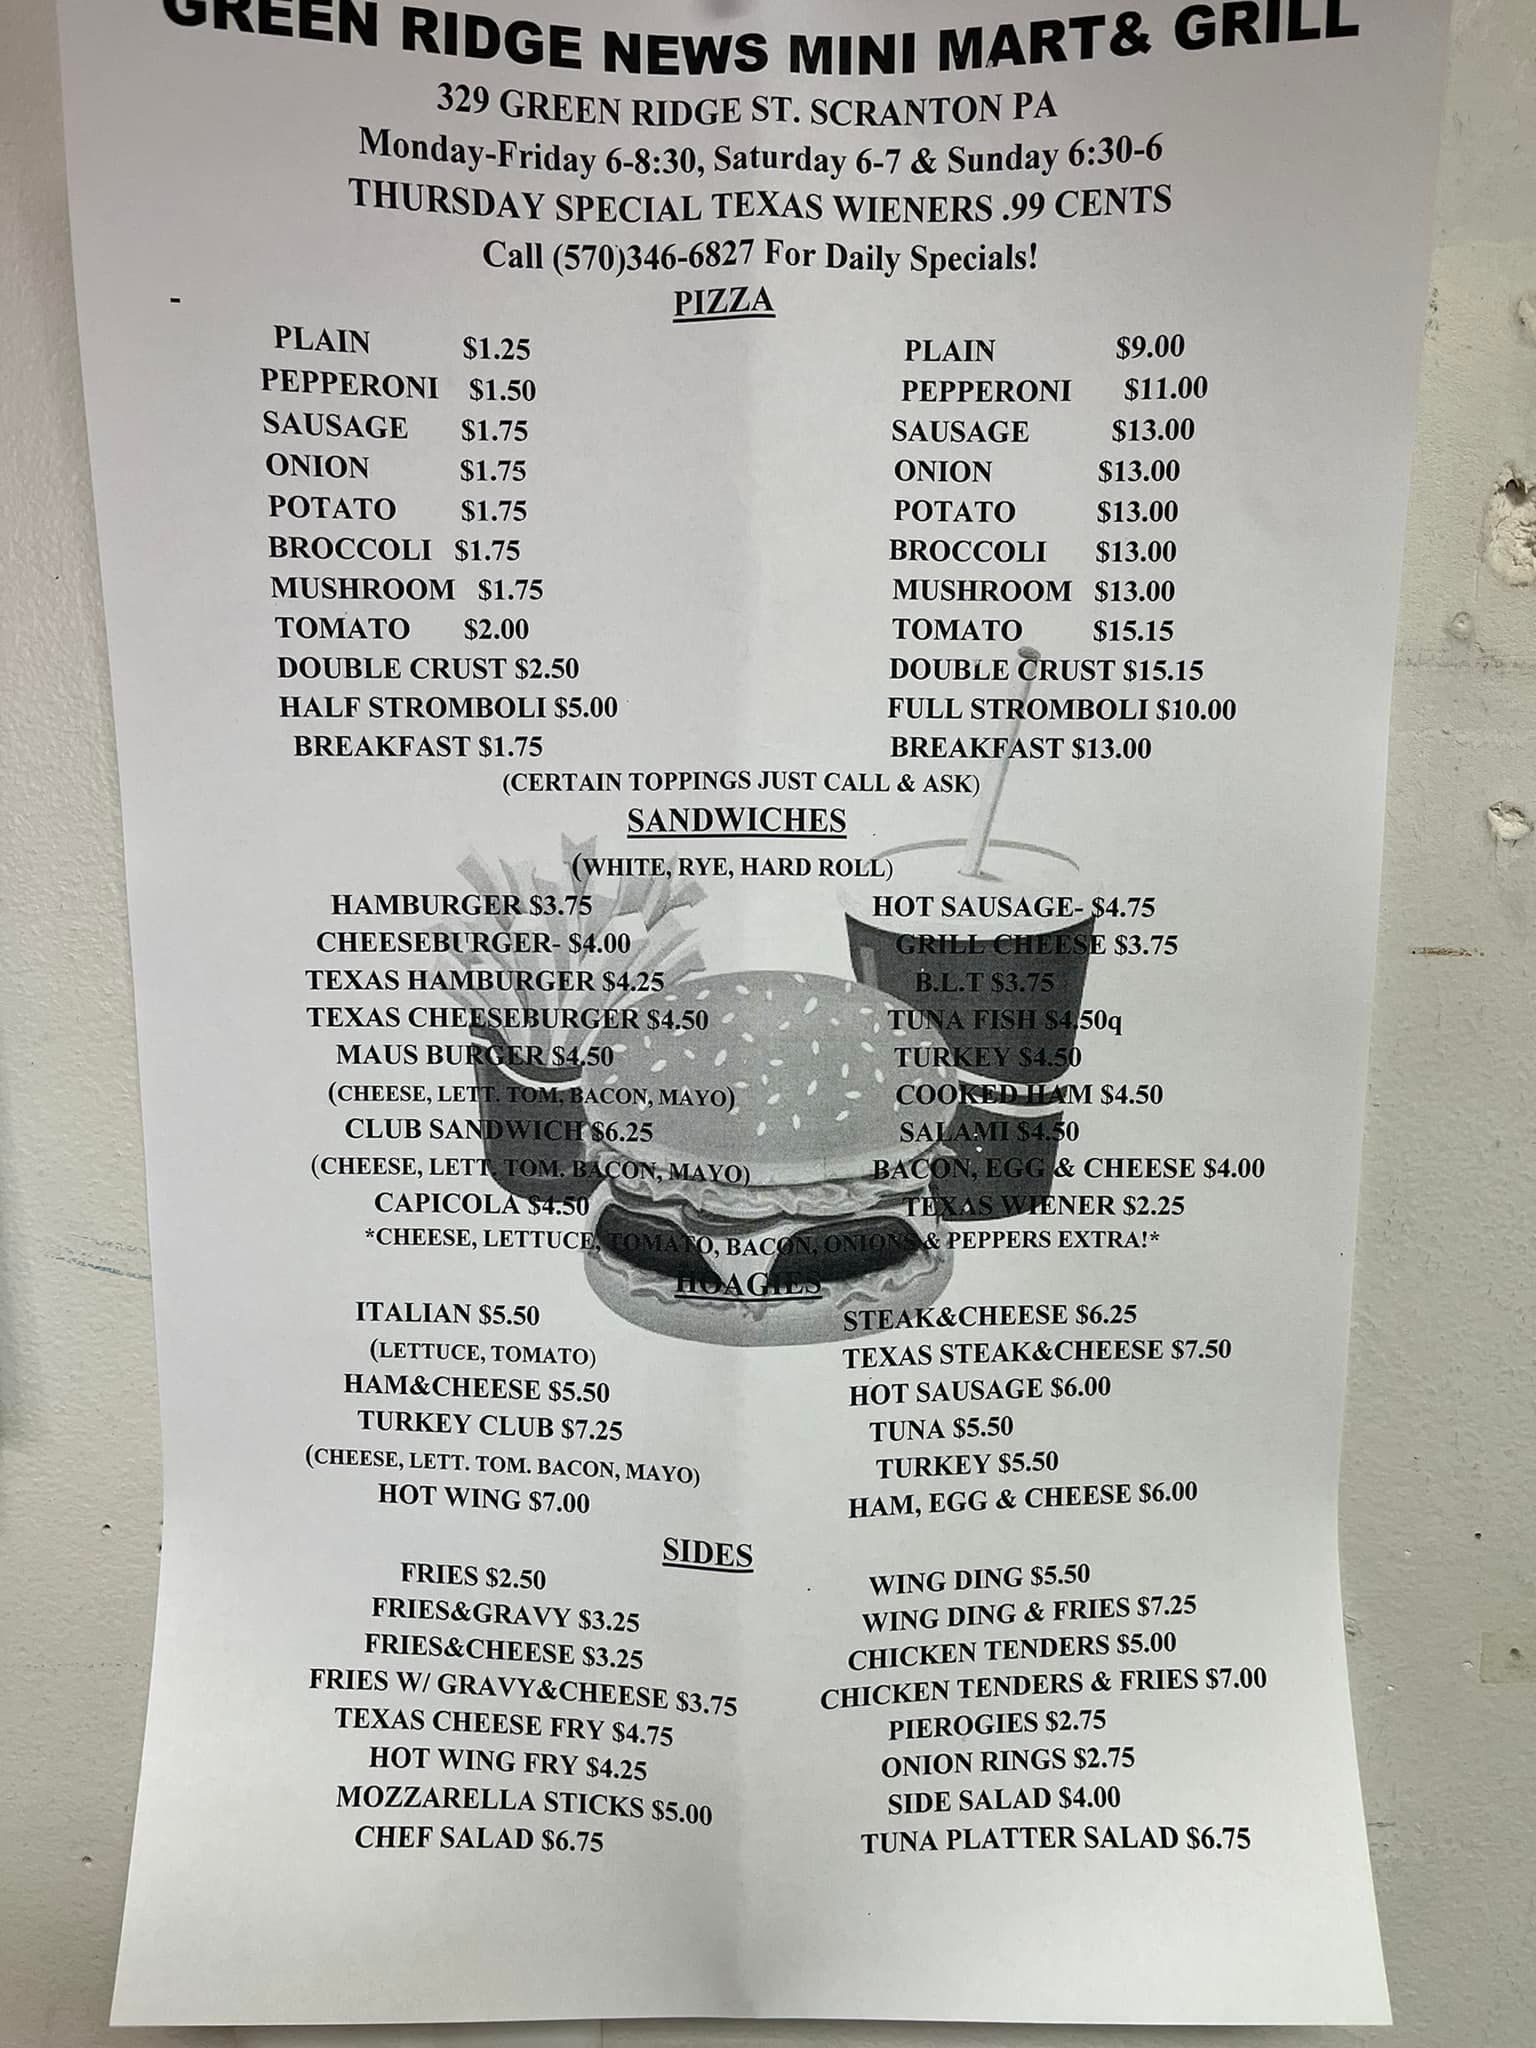 GREEN RIDGE NEWS MINI MART& GRILL
329 GREEN RIDGE ST. SCRANTON PA
Monday-Friday 6-8:30, Saturday 6-7 & Sunday 6:30-6
THURSDAY SPECIAL TEXAS WIENERS .99 CENTS
Call (570)346-6827 For Daily Specials!
-
PIZZA
PLAIN $1.25
PEPPERONI $1.50
SAUSAGE $1.75
ONION $1.75
POTATO $1.75
BROCCOLI $1.75
MUSHROOM $1.75
TOMATO $2.00
DOUBLE CRUST $2.50
HALF STROMBOLI $5.00
BREAKFAST $1.75
PLAIN $9.00
PEPPERONI $11.00
SAUSAGE $13.00
ONION $13.00
POTATO $13.00
BROCCOLI $13.00
MUSHROOM $13.00
TOMATO $15.15
DOUBLE CRUST $15.15
FULL STROMBOLI $10.00
BREAKFAST $13.00
(CERTAIN TOPPINGS JUST CALL & ASK)
SANDWICHES
(WHITE, RYE, HARD ROLL)
HAMBURGER $3.75
CHEESEBURGER- $4.00
TEXAS HAMBURGER $4.25
TEXAS CHEESEBURGER $4.50
MAUS BURGER $4.50
(CHEESE, LETT. TOM, BACON, MAYO)
CLUB SANDWICH $6.25
(CHEESE, LETT. TOM. BACON, MAYO)
CAPICOLA $4.50
HOT SAUSAGE- $4.75
GRILL CHEESE $3.75
B.L.T $3.75
TUNA FISH $4.50q
TURKEY $4.50
COOKED HAM $4.50
SALAMI $4.50
BACON, EGG & CHEESE $4.00
TEXAS WIENER $2.25
*CHEESE, LETTUCE, TOMATO, BACON, ONIONS & PEPPERS EXTRA!*
HOAGIES
ITALIAN $5.50
(LETTUCE, TOMATO)
HAM&CHEESE $5.50
TURKEY CLUB $7.25
(CHEESE, LETT. TOM. BACON, MAYO)
HOT WING $7.00
STEAK&CHEESE $6.25
TEXAS STEAK&CHEESE $7.50
HOT SAUSAGE $6.00
TUNA $5.50
TURKEY $5.50
HAM, EGG & CHEESE $6.00
SIDES
FRIES $2.50
FRIES&GRAVY $3.25
FRIES&CHEESE $3.25
FRIES W/ GRAVY&CHEESE $3.75
TEXAS CHEESE FRY $4.75
HOT WING FRY $4.25
MOZZARELLA STICKS $5.00
CHEF SALAD $6.75
WING DING $5.50
WING DING & FRIES $7.25
CHICKEN TENDERS $5.00
CHICKEN TENDERS & FRIES $7.00
PIEROGIES $2.75
ONION RINGS $2.75
SIDE SALAD $4.00
TUNA PLATTER SALAD $6.75